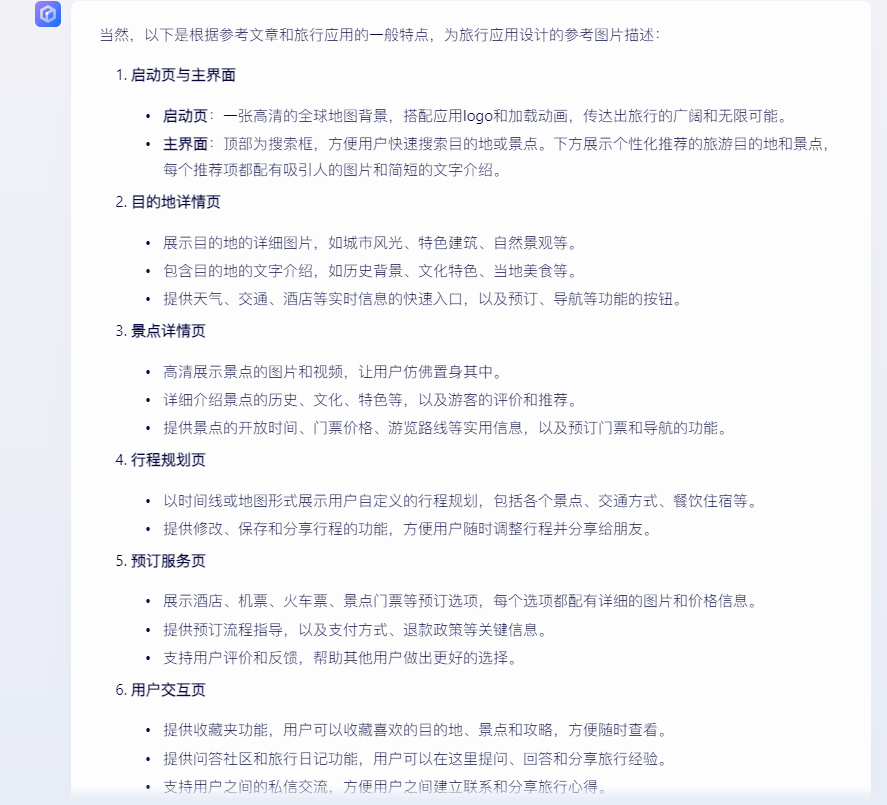 当然，以下是根据参考文章和旅行应用的一般特点，为旅行应用设计的参考图片描述：
1. 启动页与主界面
• 启动页：一张高清的全球地图背景，搭配应用logo和加载动画，传达出旅行的广阔和无限可能。
• 主界面：顶部为搜索框，方便用户快速搜索目的地或景点。下方展示个性化推荐的旅游目的地和景点，
每个推荐项都配有吸引人的图片和简短的文字介绍。
2. 目的地详情页
• 展示目的地的详细图片，如城市风光、特色建筑、自然景观等。
• 包含目的地的文字介绍，如历史背景、文化特色、当地美食等。
• 提供天气、交通、酒店等实时信息的快速入口，以及预订、导航等功能的按钮。
3. 景点详情页
• 高清展示景点的图片和视频，让用户仿佛置身其中。
• 详细介绍景点的历史、文化、特色等，以及游客的评价和推荐。
• 提供景点的开放时间、门票价格、游览路线等实用信息，以及预订门票和导航的功能。
4. 行程规划页
• 以时间线或地图形式展示用户自定义的行程规划，包括各个景点、交通方式、餐饮住宿等。
• 提供修改、保存和分享行程的功能，方便用户随时调整行程并分享给朋友。
5. 预订服务页
• 展示酒店、机票、火车票、景点门票等预订选项，每个选项都配有详细的图片和价格信息。
• 提供预订流程指导，以及支付方式、退款政策等关键信息。
• 支持用户评价和反馈，帮助其他用户做出更好的选择。
6. 用户交互页
• 提供收藏夹功能，用户可以收藏喜欢的目的地、景点和攻略，方便随时查看。
• 提供问答社区和旅行日记功能，用户可以在这里提问、回答和分享旅行经验。
• 支持用户之间的私信交流，方便用户之间建立联系和分享旅行心得。